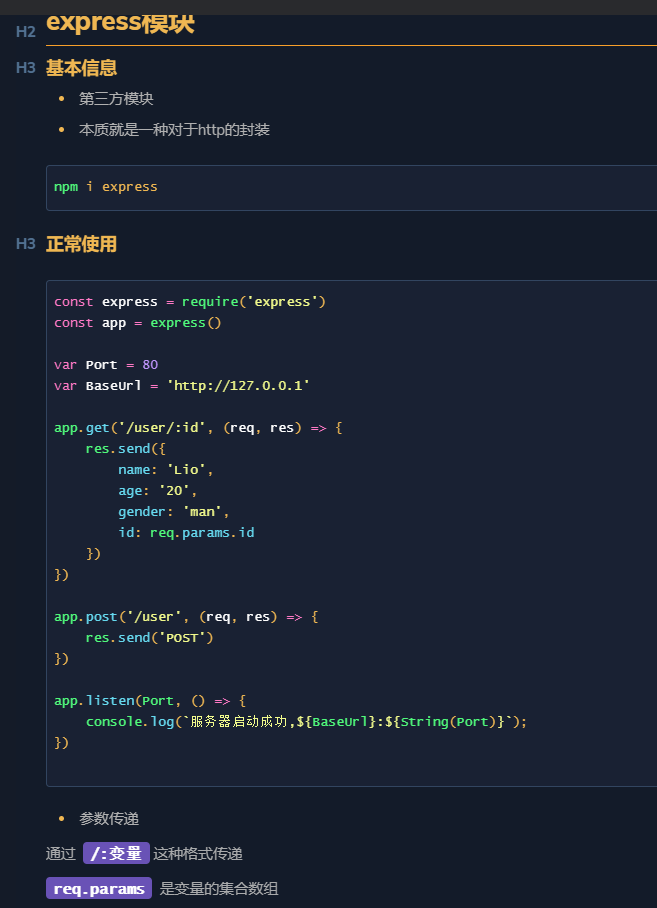 H2 express模块
H3 基本信息
• 第三方模块
• 本质就是一种对于http的封装
npm i express
H3 正常使用
const express = require('express')
const app = express()
var Port = 80
var BaseUrl = 'http://127.0.0.1'
app.get('/user/:id', (req, res) => {
    res.send({
        name: 'Lio',
        age: '20',
        gender: 'man',
        id: req.params.id
    })
})
app.post('/user', (req, res) => {
    res.send('POST')
})
app.listen(Port, () => {
    console.log(`服务器启动成功,${BaseUrl}:${String(Port)}`);
})
• 参数传递
通过 /:变量 这种格式传递
req.params 是变量的集合数组